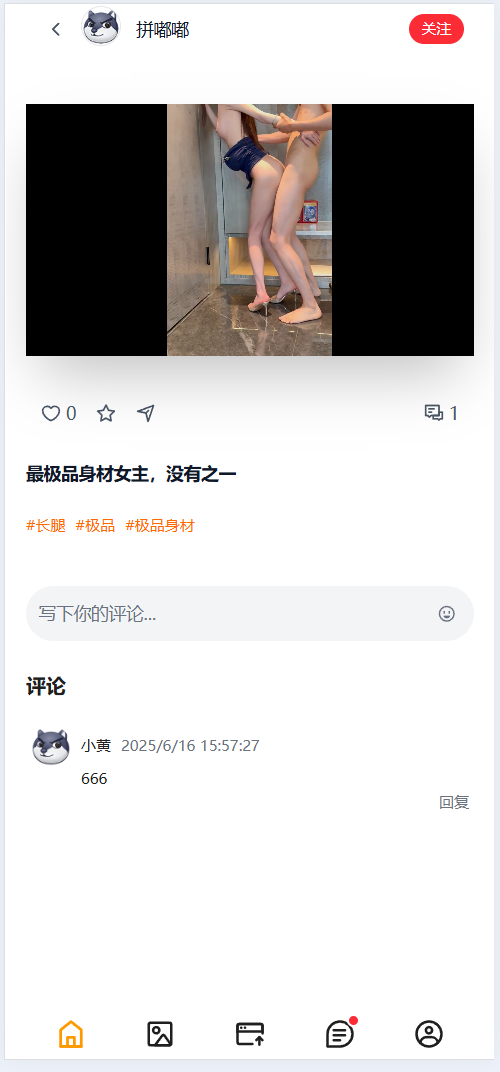 拼嘟嘟
关注
0
1
最极品身材女主，没有之一
#长腿 #极品 #极品身材
写下你的评论...
评论
小黄 2025/6/16 15:57:27
666
回复